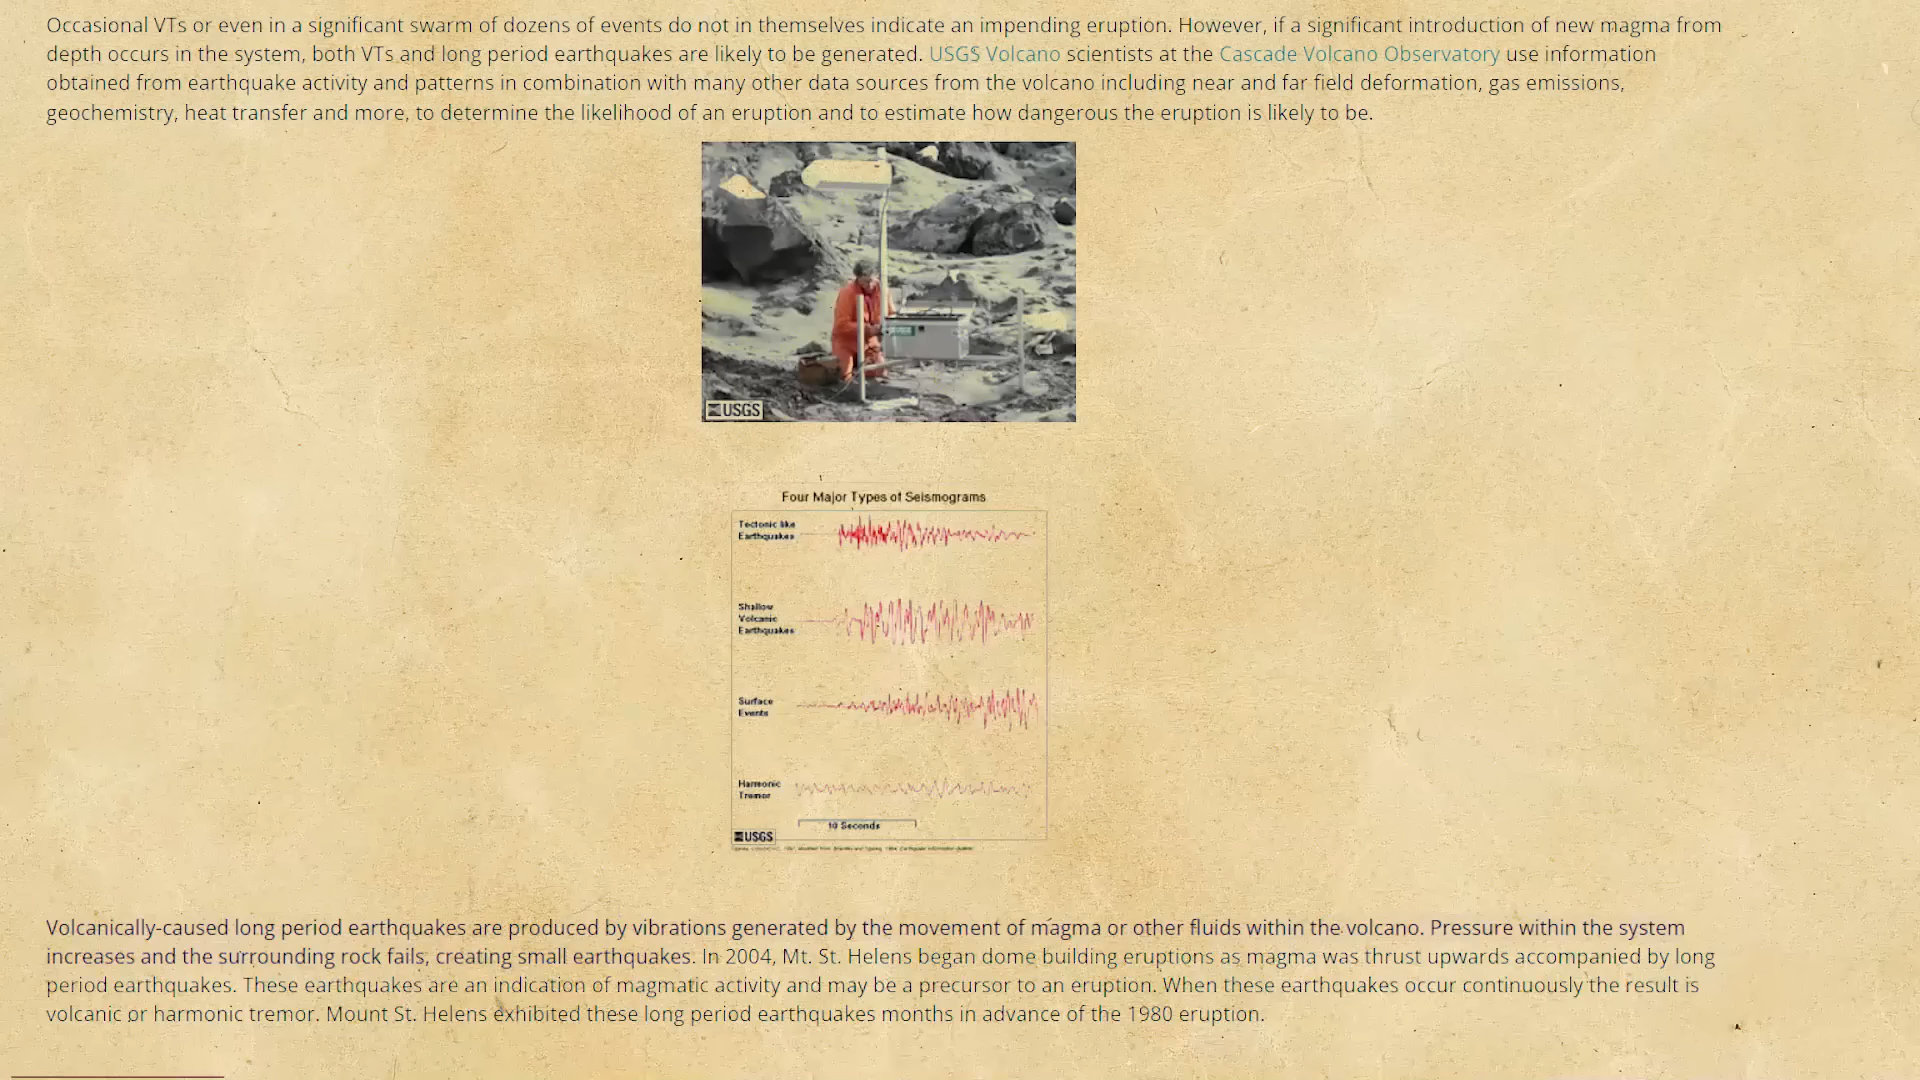 Occasional VTs or even in a significant swarm of dozens of events do not in themselves indicate an impending eruption. However, if a significant introduction of new magma from
depth occurs in the system, both VTs and long period earthquakes are likely to be generated. USGS Volcano scientists at the Cascade Volcano Observatory use information
obtained from earthquake activity and patterns in combination with many other data sources from the volcano including near and far field deformation, gas emissions,
geochemistry, heat transfer and more, to determine the likelihood of an eruption and to estimate how dangerous the eruption is likely to be.
USGS
Four Major Types of Seismograms
Tectonic like
Earthquakes
Shallow
Volcanic
Earthquakes
Surface
Events
Harmonic
Tremor
10 Seconds
USGS
Volcanically-caused long period earthquakes are produced by vibrations generated by the movement of magma or other fluids within the volcano. Pressure within the system
increases and the surrounding rock fails, creating small earthquakes. In 2004, Mt. St. Helens began dome building eruptions as magma was thrust upwards accompanied by long
period earthquakes. These earthquakes are an indication of magmatic activity and may be a precursor to an eruption. When these earthquakes occur continuously the result is
volcanic or harmonic tremor. Mount St. Helens exhibited these long period earthquakes months in advance of the 1980 eruption.